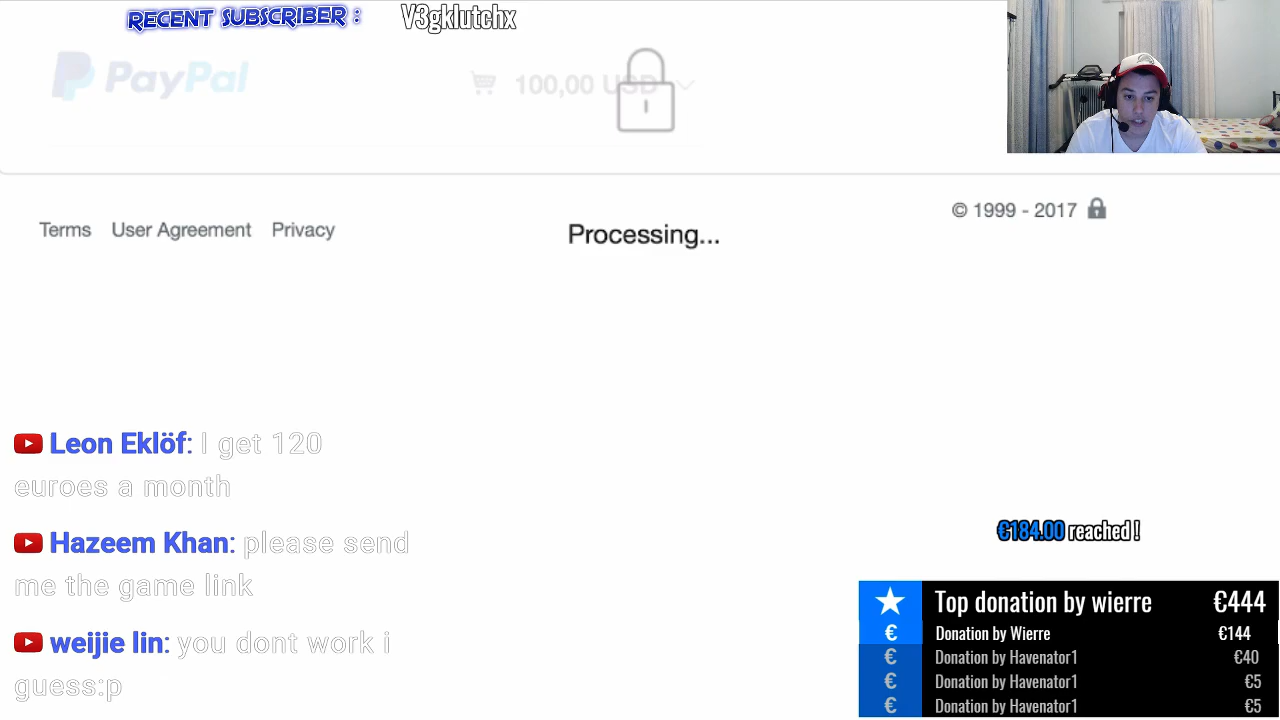 RECENT SUBSCRIBER : V3gklutchx
PayPal 100,00 USD
Terms User Agreement Privacy
Processing...
© 1999 - 2017
Leon Eklöf: I get 120
euroes a month
Hazeem Khan: please send
me the game link
weijie lin: you dont work i
guess:p
€184.00 reached !
Top donation by wierre €444
€ Donation by Wierre €144
€ Donation by Havenator1 €40
€ Donation by Havenator1 €5
€ Donation by Havenator1 €5